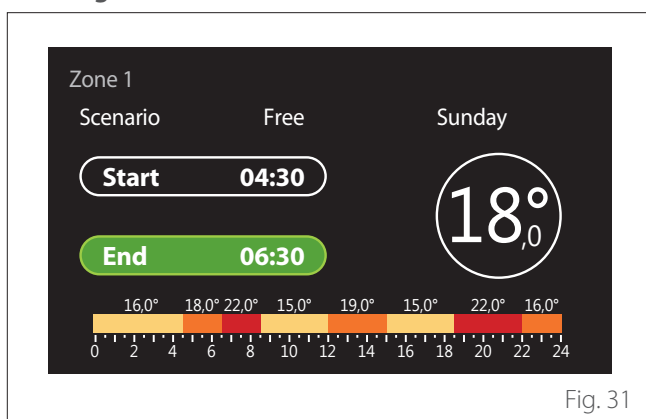 Zone 1
Scenario Free Sunday
Start 04:30
18,0°
End 06:30
16,0° 18,0° 22,0° 15,0° 19,0° 15,0° 22,0° 16,0°
0 2 4 6 8 10 12 14 16 18 20 22 24
Fig. 31